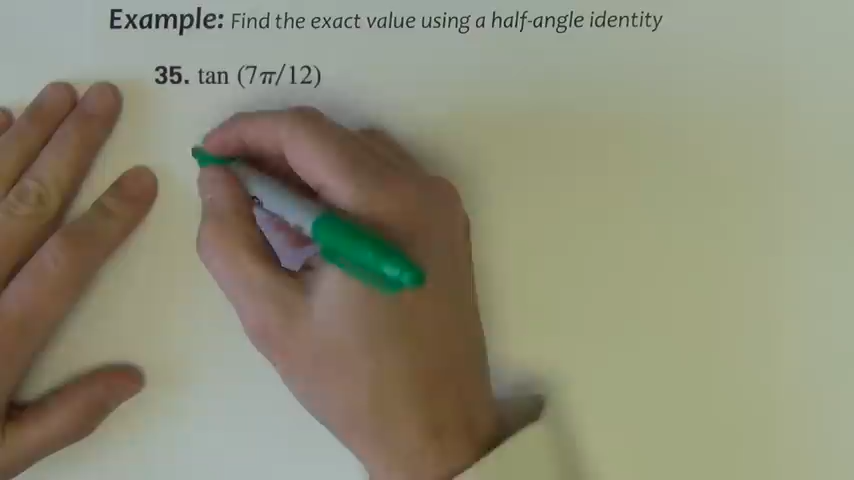 Example: Find the exact value using a half-angle identity
35. tan (7π/12)